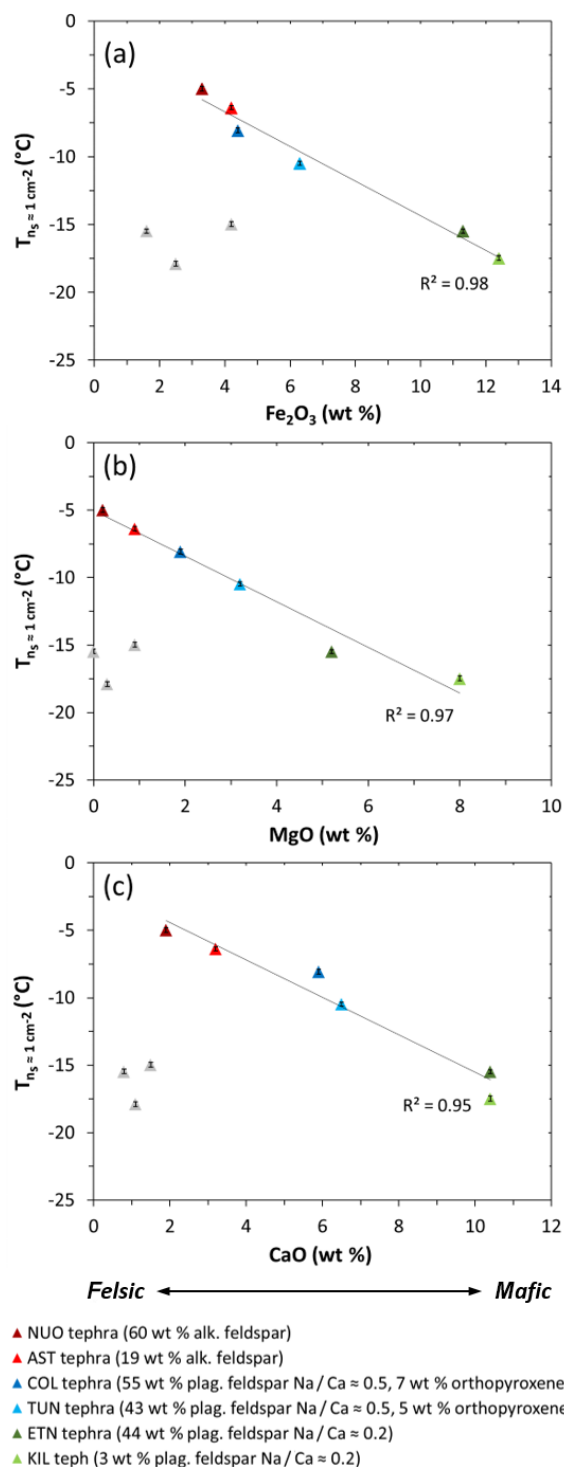 (a)
0
-5
-10
-15
-20
-25
T nₛ ≈ 1 cm-2 (°C)
R² = 0.98
0 2 4 6 8 10 12 14
Fe₂O₃ (wt %)
(b)
0
-5
-10
-15
-20
-25
T nₛ ≈ 1 cm-2 (°C)
R² = 0.97
0 2 4 6 8 10
MgO (wt %)
(c)
0
-5
-10
-15
-20
-25
T nₛ ≈ 1 cm-2 (°C)
R² = 0.95
0 2 4 6 8 10 12
CaO (wt %)
Felsic Mafic
NUO tephra (60 wt % alk. feldspar)
AST tephra (19 wt % alk. feldspar)
COL tephra (55 wt % plag. feldspar Na / Ca ≈ 0.5, 7 wt % orthopyroxene
TUN tephra (43 wt % plag. feldspar Na / Ca ≈ 0.5, 5 wt % orthopyroxene
ETN tephra (44 wt % plag. feldspar Na / Ca ≈ 0.2)
KIL teph (3 wt % plag. feldspar Na / Ca ≈ 0.2)